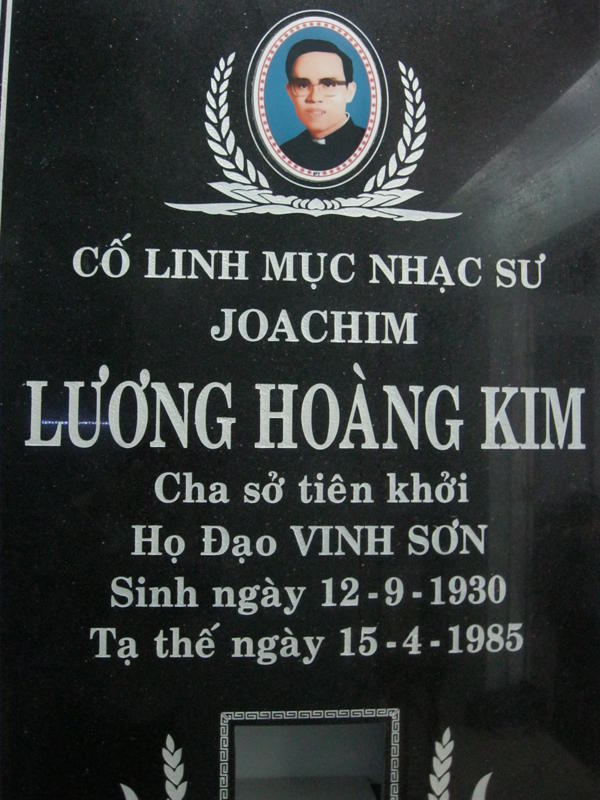 CỐ LINH MỤC NHẠC SƯ
JOACHIM
LƯƠNG HOÀNG KIM
Cha sở tiên khởi
Họ Đạo VINH SƠN
Sinh ngày 12-9-1930
Tạ thế ngày 15-4-1985